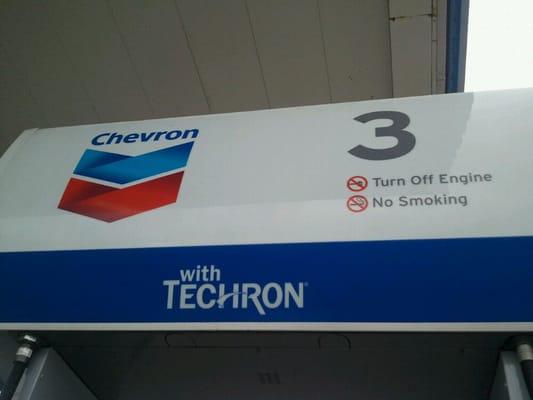 Chevron
3
Turn Off Engine
No Smoking
with
TECHRON®